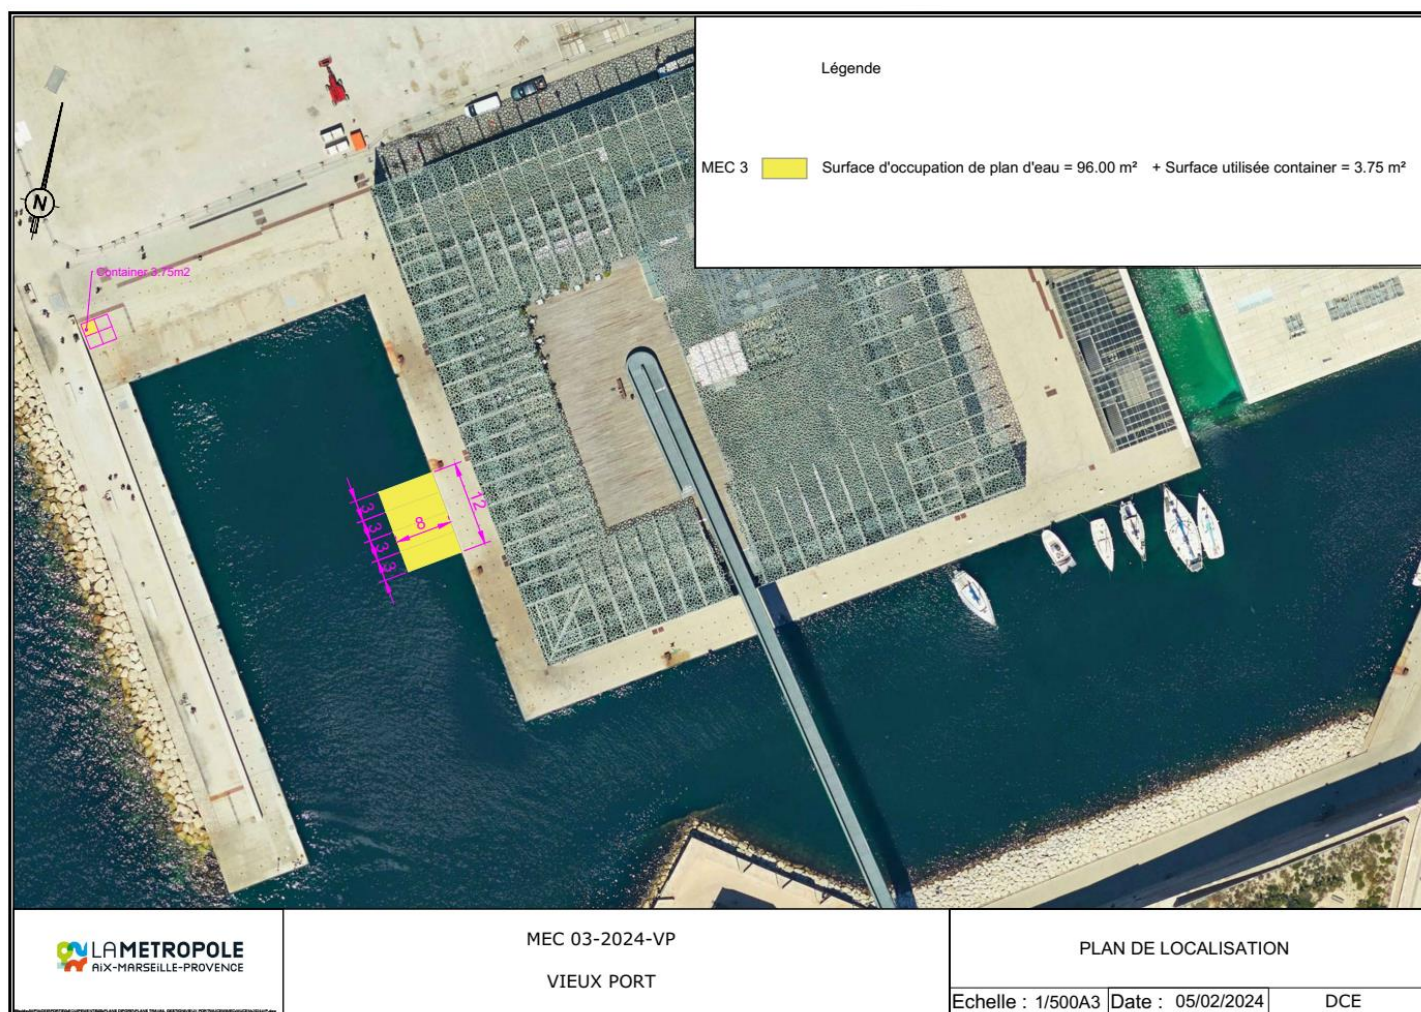 Légende
MEC 3 Surface d'occupation de plan d'eau = 96.00 m² + Surface utilisée container = 3.75 m²
N
Container 3.75m2
12
8
3
3
3
3
LAMETROPOLE
AIX-MARSEILLE-PROVENCE
MEC 03-2024-VP
VIEUX PORT
PLAN DE LOCALISATION
Echelle : 1/500A3 Date : 05/02/2024 DCE